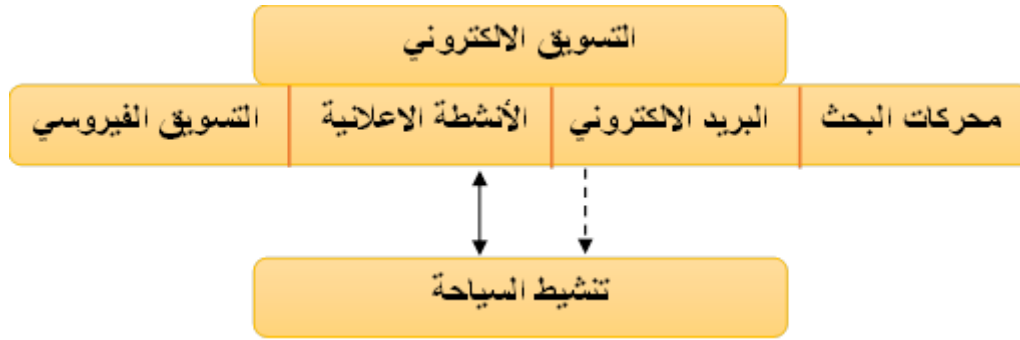 التسويق الالكتروني
محركات البحث
البريد الالكتروني
الأنشطة الاعلانية
التسويق الفيروسي
تنشيط السياحة